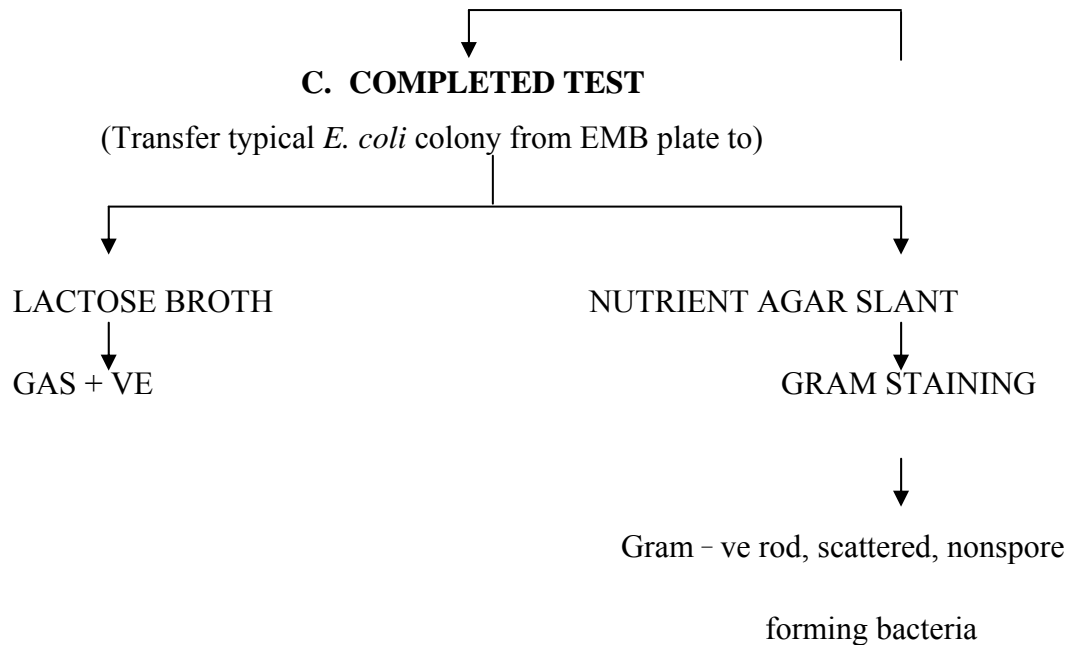 C. COMPLETED TEST
(Transfer typical E. coli colony from EMB plate to)
LACTOSE BROTH
NUTRIENT AGAR SLANT
GAS + VE
GRAM STAINING
Gram - ve rod, scattered, nonspore
forming bacteria